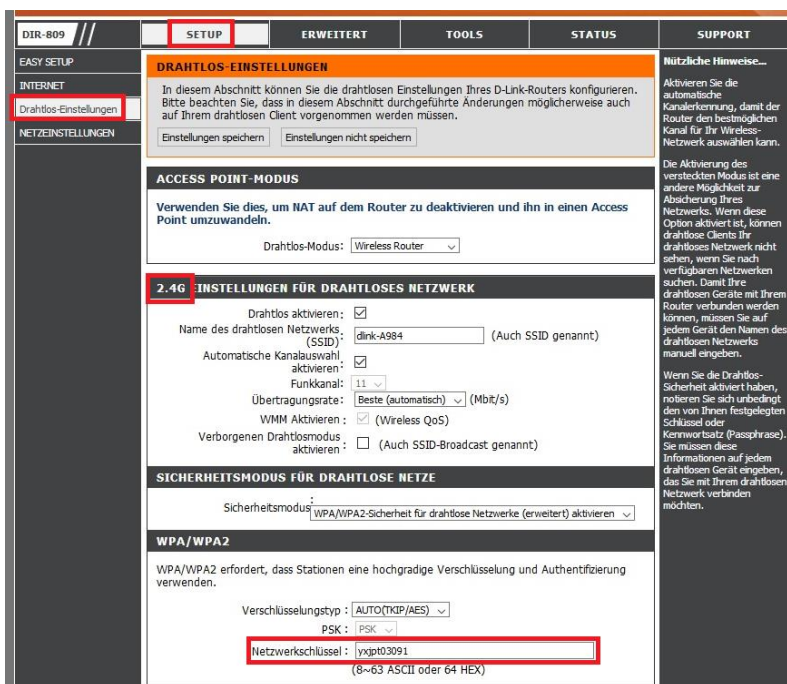 DIR-809
SETUP
ERWEITERT
TOOLS
STATUS
SUPPORT
EASY SETUP
INTERNET
Drahtlos-Einstellungen
NETZEINSTELLUNGEN
DRAHTLOS-EINSTELLUNGEN
In diesem Abschnitt können Sie die drahtlosen Einstellungen Ihres D-Link-
Routers konfigurieren.
Bitte beachten Sie, dass in diesem Abschnitt durchgeführte Änderungen möglicherweise auch
auf Ihrem drahtlosen Client vorgenommen werden müssen.
Einstellungen speichern
Einstellungen nicht speichern
ACCESS POINT-MODUS
Verwenden Sie dies, um NAT auf dem Router zu deaktivieren und ihn in einen Access
Point umzuwandeln.
Drahtlos-Modus: Wireless Router
2.4G EINSTELLUNGEN FÜR DRAHTLOSES NETZWERK
Drahtlos aktivieren:
Name des drahtlosen Netzwerks
(SSID): dlink-A984 (Auch SSID genannt)
Automatische Kanalauswahl
aktivieren:
Funkkanal: 11
Übertragungsrate: Beste (automatisch) (Mbit/s)
WMM Aktivieren : (Wireless QoS)
Verborgenen Drahtlosmodus
aktivieren : (Auch SSID-Broadcast genannt)
SICHERHEITSMODUS FÜR DRAHTLOSE NETZE
Sicherheitsmodus : WPA/WPA2-Sicherheit für drahtlose Netzwerke (erweitert) aktivieren
WPA/WPA2
WPA/WPA2 erfordert, dass Stationen eine hochgradige Verschlüsselung und Authentifizierung
verwenden.
Verschlüsselungstyp : AUTO(TKIP/AES)
PSK : PSK
Netzwerkschlüssel : yxjpt03091
(8~63 ASCII oder 64 HEX)
Nützliche Hinweise...
Aktivieren Sie die
automatische
Kanalerkennung, damit der
Router den bestmöglichen
Kanal für Ihr Wireless-
Netzwerk auswählen kann.
Die Aktivierung des
versteckten Modus ist eine
andere Möglichkeit zur
Absicherung Ihres
Netzwerks. Wenn diese
Option aktiviert ist, können
drahtlose Clients Ihr
drahtloses Netzwerk nicht
sehen, wenn Sie nach
verfügbaren Netzwerken
suchen. Damit Ihre
drahtlosen Geräte mit Ihrem
Router verbunden werden
können, müssen Sie auf
jedem Gerät den Namen des
drahtlosen Netzwerks
manuell eingeben.
Wenn Sie die Drahtlos-
Sicherheit aktiviert haben,
notieren Sie sich unbedingt
den von Ihnen festgelegten
Schlüssel oder
Kennwortsatz (Passphrase).
Sie müssen diese
Informationen auf jedem
drahtlosen Gerät eingeben,
das Sie mit Ihrem drahtlosen
Netzwerk verbinden
möchten.